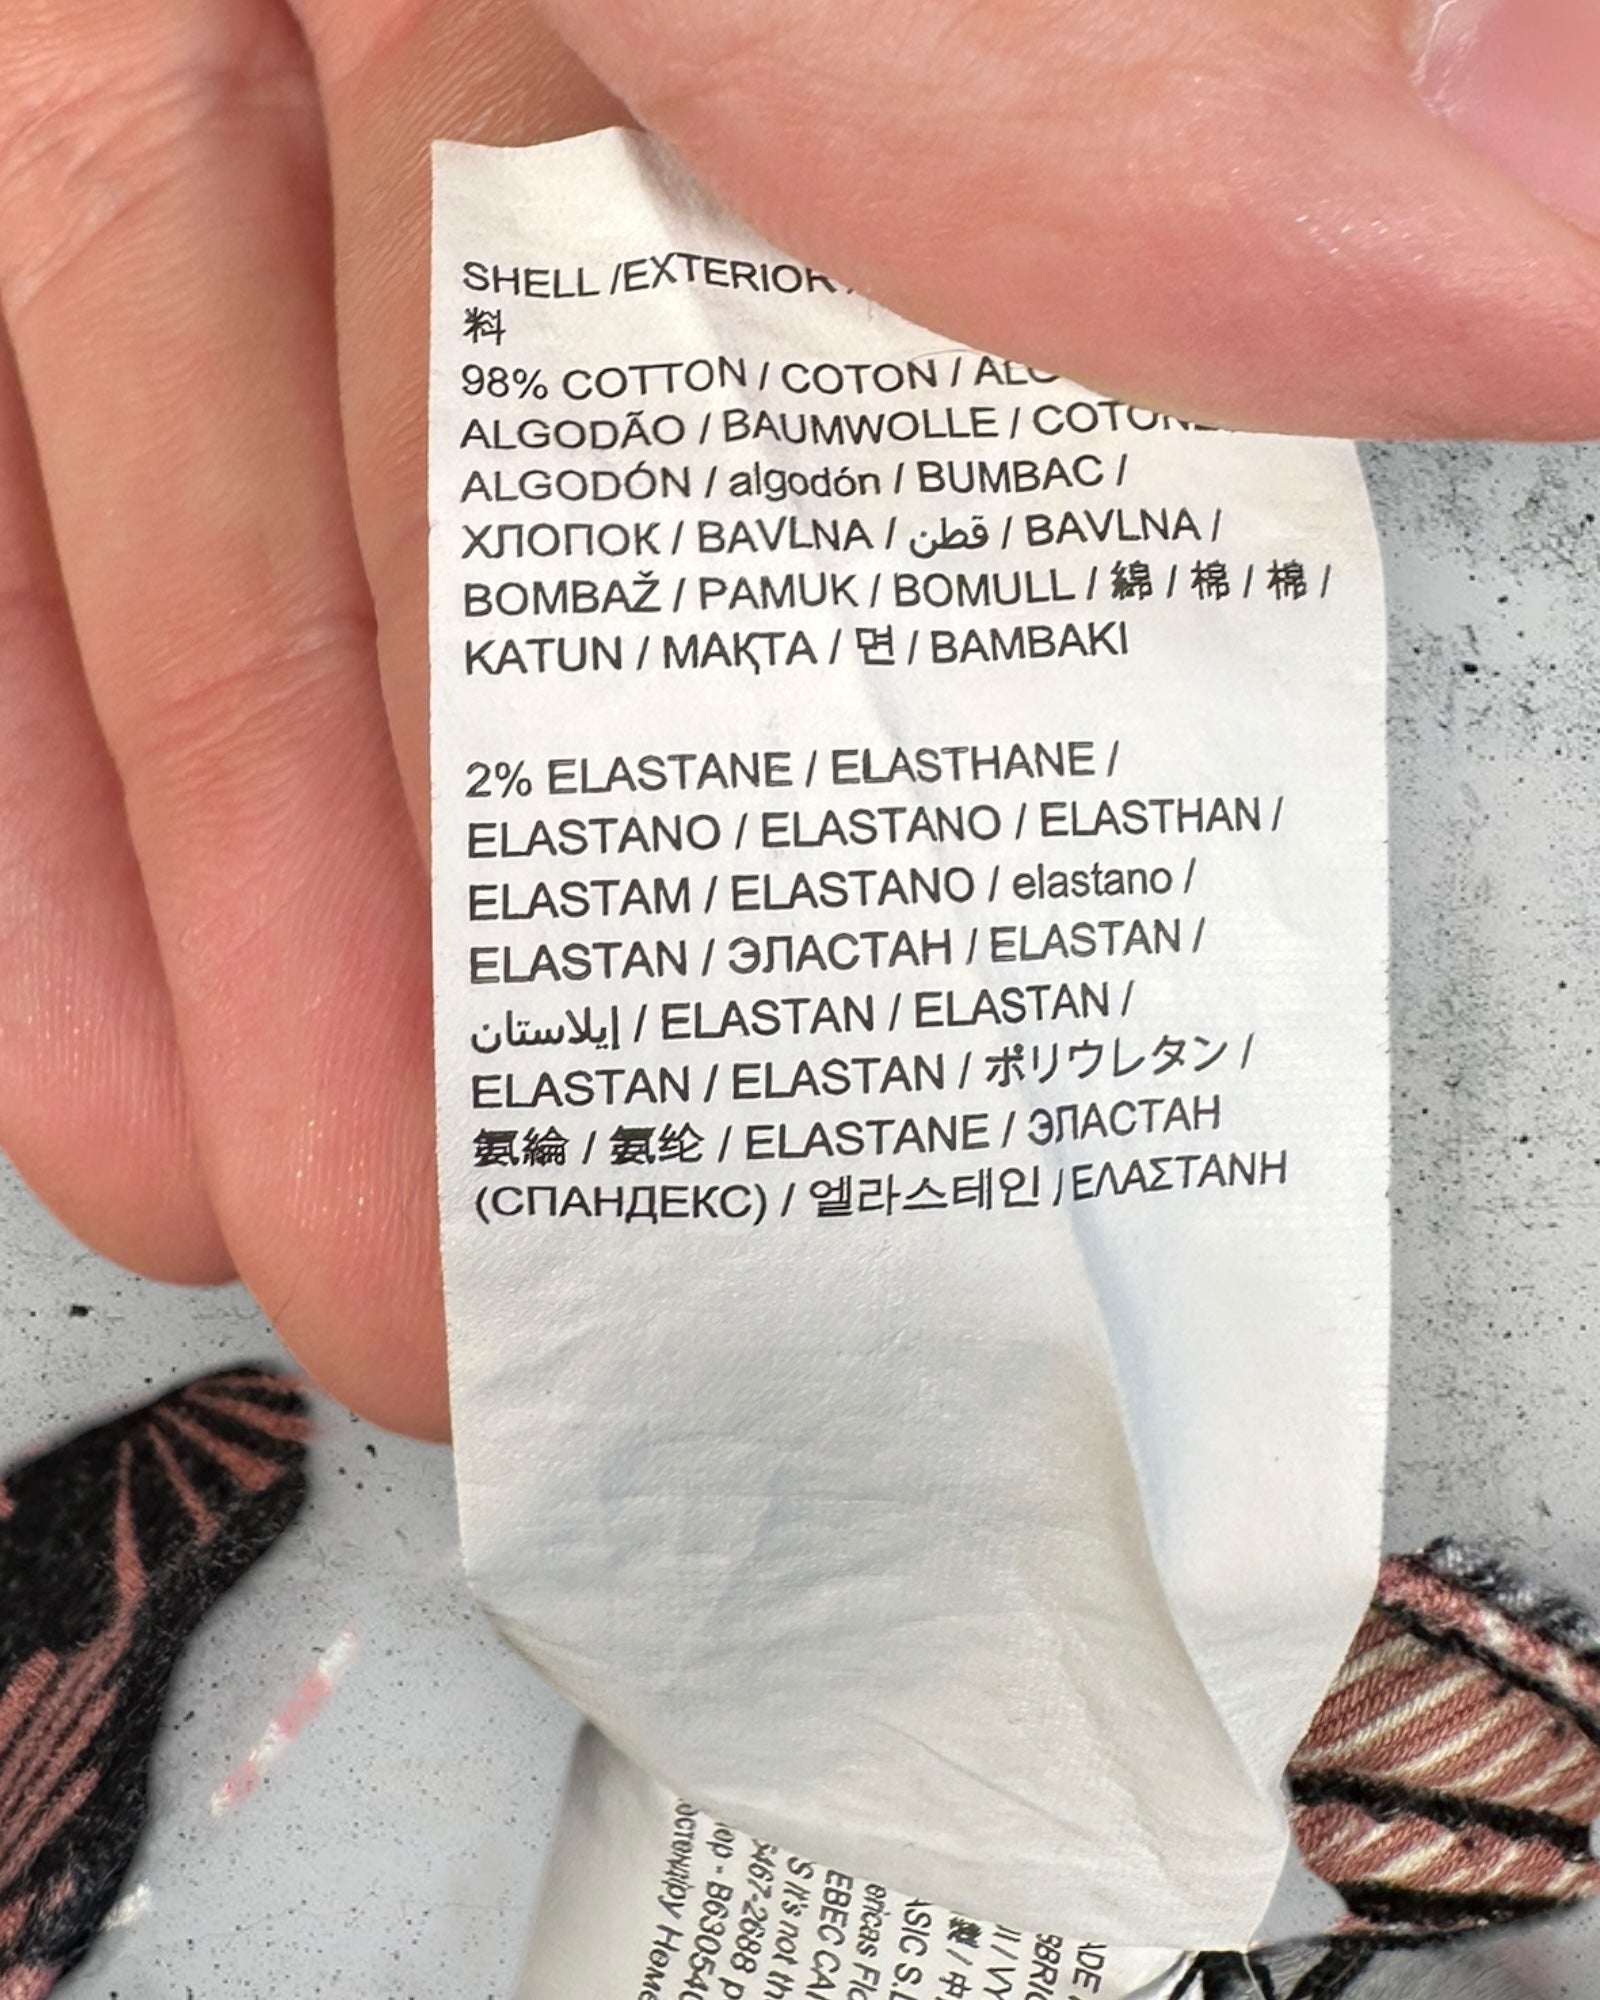 SHELL /EXTERIOR
料
98% COTTON / COTON /
ALGODÃO / BAUMWOLLE / COTONE
ALGODÓN / algodón / BUMBAC /
ХЛОПОК / BAVLNA / قطن / BAVLNA /
BOMBAŽ / PAMUK / BOMULL / 綿 / 棉 / 棉 /
KATUN / МАҚТА / 면 / BAMBAKI
2% ELASTANE / ELASTHANE /
ELASTANO / ELASTANO / ELASTHAN /
ELASTAM / ELASTANO / elastano /
ELASTAN / ЭЛАСТАН / ELASTAN /
إيلاستان / ELASTAN / ELASTAN /
ELASTAN / ELASTAN / ポリウレタン /
氨綸 / 氨纶 / ELASTANE / ЭЛАСТАН
(СПАНДЕКС) / 엘라스테인 / ΕΛΑΣΤΑΝΗ